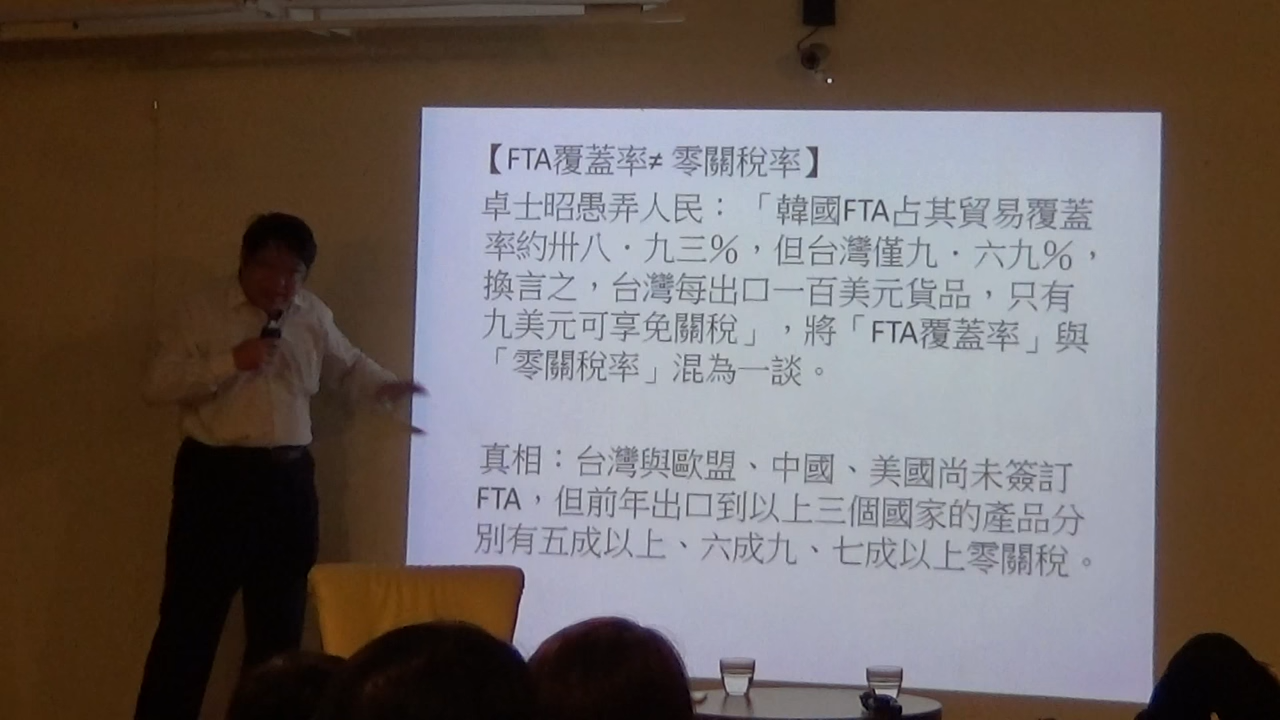 【FTA覆蓋率≠ 零關稅率】
卓士昭愚弄人民：「韓國FTA占其貿易覆蓋
率約卅八．九三％，但台灣僅九．六九％，
換言之，台灣每出口一百美元貨品，只有
九美元可享免關稅」，將「FTA覆蓋率」與
「零關稅率」混為一談。
真相：台灣與歐盟、中國、美國尚未簽訂
FTA，但前年出口到以上三個國家的產品分
別有五成以上、六成九、七成以上零關稅。